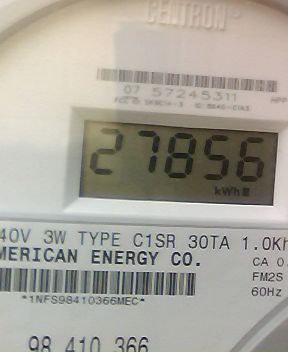 CENTRON®
07 57245311
27856
kWh
40V 3W TYPE C1SR 30TA 1.0Kh
MERICAN ENERGY CO.
CA 0.
FM2S
60Hz
*1NFS98410366MEC*
98 410 366